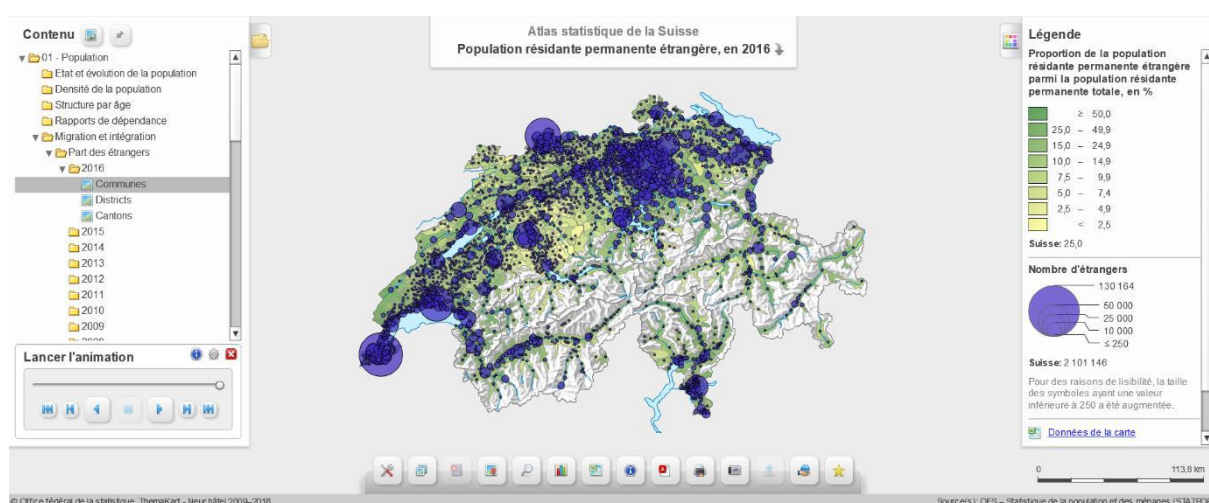 Contenu
01 - Population
Etat et évolution de la population
Densité de la population
Structure par âge
Rapports de dépendance
Migration et intégration
Part des étrangers
2016
Communes
Districts
Cantons
2015
2014
2013
2012
2011
2010
2009
Lancer l'animation
Atlas statistique de la Suisse
Population résidante permanente étrangère, en 2016
Légende
Proportion de la population
résidante permanente étrangère
parmi la population résidante
permanente totale, en %
≥ 50,0
25,0 – 49,9
15,0 – 24,9
10,0 – 14,9
7,5 – 9,9
5,0 – 7,4
2,5 – 4,9
< 2,5
Suisse: 25,0
Nombre d'étrangers
130 164
50 000
25 000
10 000
≤ 250
Suisse: 2 101 146
Pour des raisons de lisibilité, la taille
des symboles ayant une valeur
inférieure à 250 a été augmentée.
Données de la carte
0 113,8 km
© Office fédéral de la statistique, ThemaKart - Neuchâtel 2009–2018
Source(s): OFS – Statistique de la population et des ménages (STATPOP)